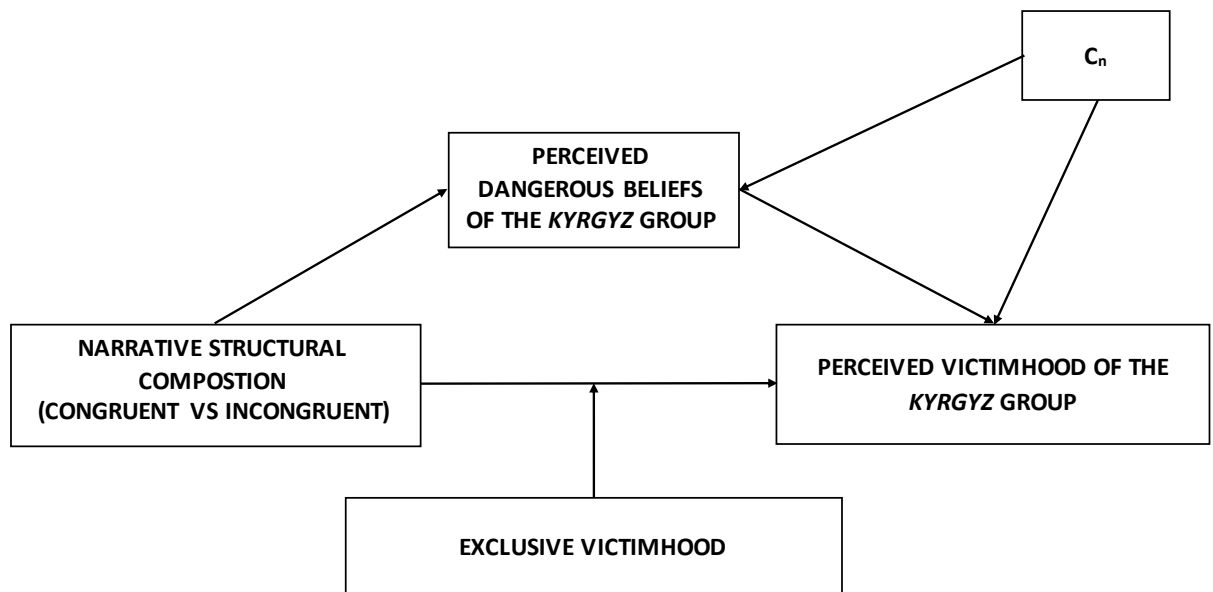 Cn
PERCEIVED
DANGEROUS BELIEFS
OF THE KYRGYZ GROUP
NARRATIVE STRUCTURAL
COMPOSTION
(CONGRUENT VS INCONGRUENT)
PERCEIVED VICTIMHOOD OF THE
KYRGYZ GROUP
EXCLUSIVE VICTIMHOOD